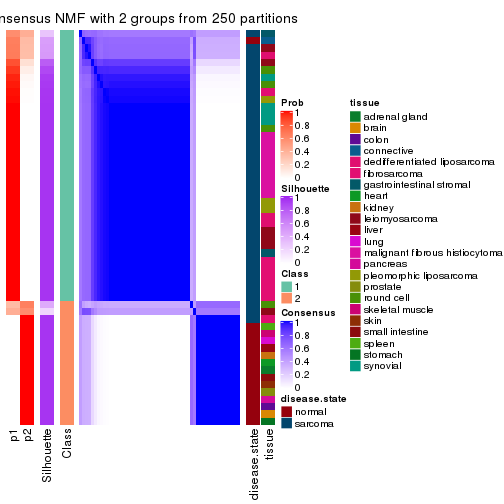 nsensus NMF with 2 groups from 250 partitions
Prob
1
0.8
0.6
0.4
0.2
0
Silhouette
1
0.8
0.6
0.4
0.2
0
Class
1
2
Consensus
1
0.8
0.6
0.4
0.2
0
disease.state
normal
sarcoma
tissue
adrenal gland
brain
colon
connective
dedifferentiated liposarcoma
fibrosarcoma
gastrointestinal stromal
heart
kidney
leiomyosarcoma
liver
lung
malignant fibrous histiocytoma
pancreas
pleomorphic liposarcoma
prostate
round cell
skeletal muscle
skin
small intestine
spleen
stomach
synovial
p1
p2
Silhouette
Class
disease.state
tissue